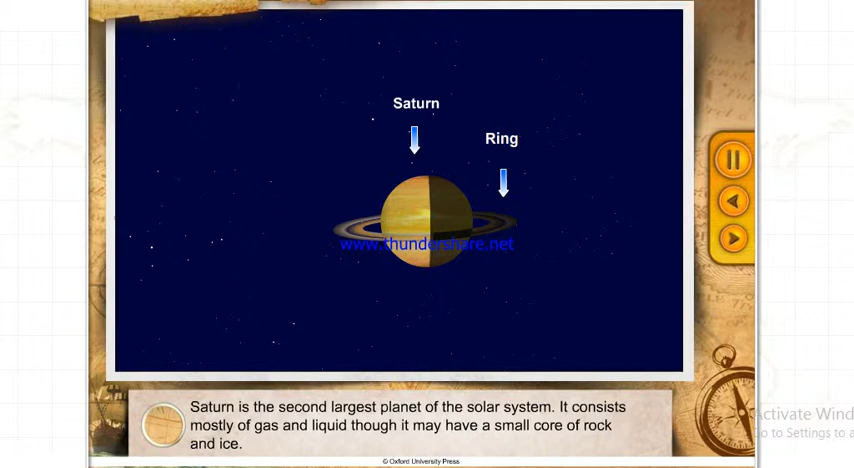 Saturn
Ring
www.thundershare.net
Saturn is the second largest planet of the solar system. It consists
mostly of gas and liquid though it may have a small core of rock
and ice.
© Oxford University Press
Activate Wind
Go to Settings to a